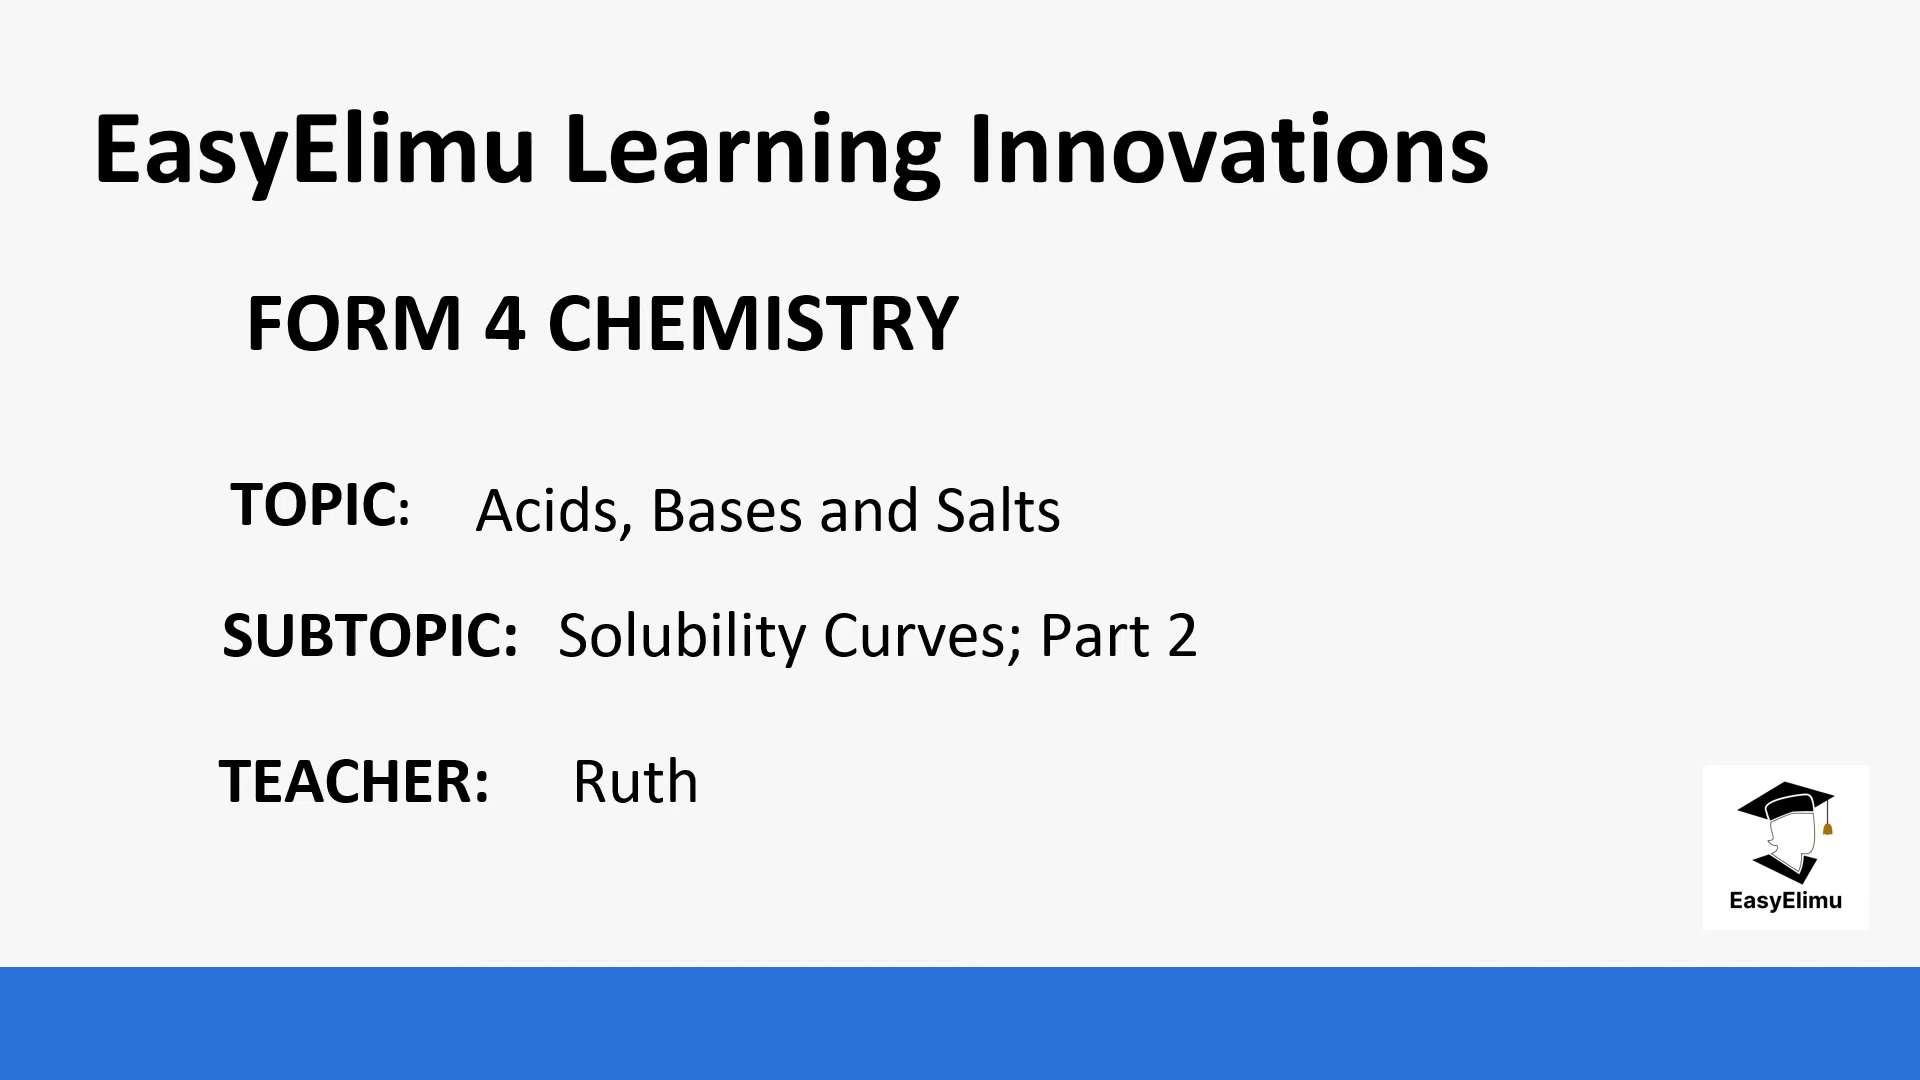 EasyElimu Learning Innovations
FORM 4 CHEMISTRY
TOPIC: Acids, Bases and Salts
SUBTOPIC: Solubility Curves; Part 2
TEACHER: Ruth
EasyElimu